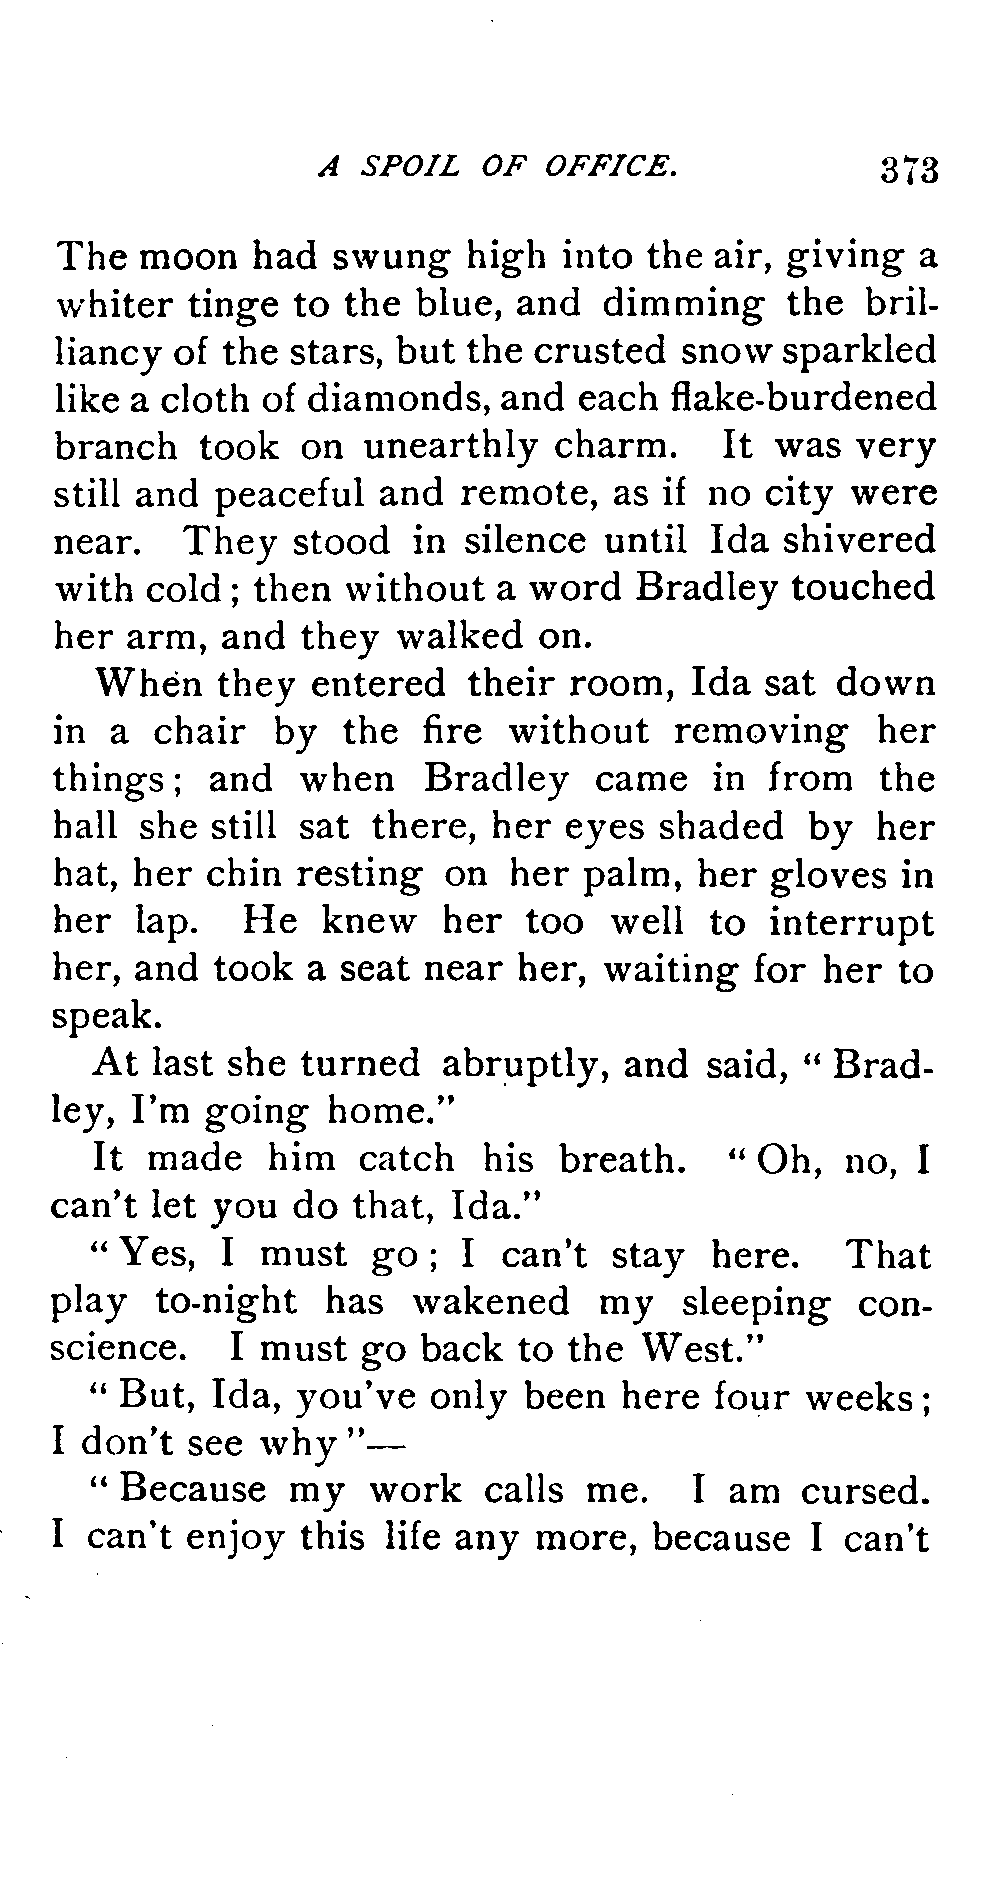 A SPOIL OF OFFICE. 373
The moon had swung high into the air, giving a
whiter tinge to the blue, and dimming the bril-
liancy of the stars, but the crusted snow sparkled
like a cloth of diamonds, and each flake-burdened
branch took on unearthly charm. It was very
still and peaceful and remote, as if no city were
near. They stood in silence until Ida shivered
with cold; then without a word Bradley touched
her arm, and they walked on.
When they entered their room, Ida sat down
in a chair by the fire without removing her
things; and when Bradley came in from the
hall she still sat there, her eyes shaded by her
hat, her chin resting on her palm, her gloves in
her lap. He knew her too well to interrupt
her, and took a seat near her, waiting for her to
speak.
At last she turned abruptly, and said, "Brad-
ley, I'm going home."
It made him catch his breath. "Oh, no, I
can't let you do that, Ida."
"Yes, I must go; I can't stay here. That
play to-night has wakened my sleeping con-
science. I must go back to the West."
"But, Ida, you've only been here four weeks;
I don't see why"—
"Because my work calls me. I am cursed.
I can't enjoy this life any more, because I can't